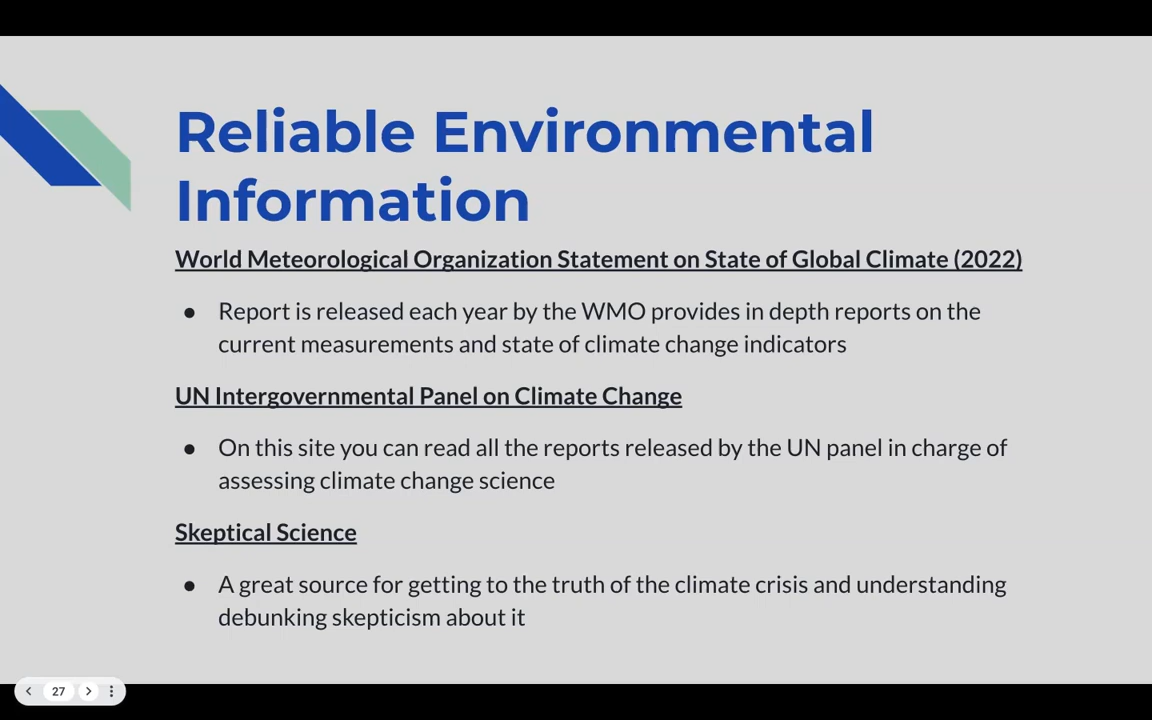 Reliable Environmental
Information
World Meteorological Organization Statement on State of Global Climate (2022)
● Report is released each year by the WMO provides in depth reports on the
current measurements and state of climate change indicators
UN Intergovernmental Panel on Climate Change
● On this site you can read all the reports released by the UN panel in charge of
assessing climate change science
Skeptical Science
● A great source for getting to the truth of the climate crisis and understanding
debunking skepticism about it
27